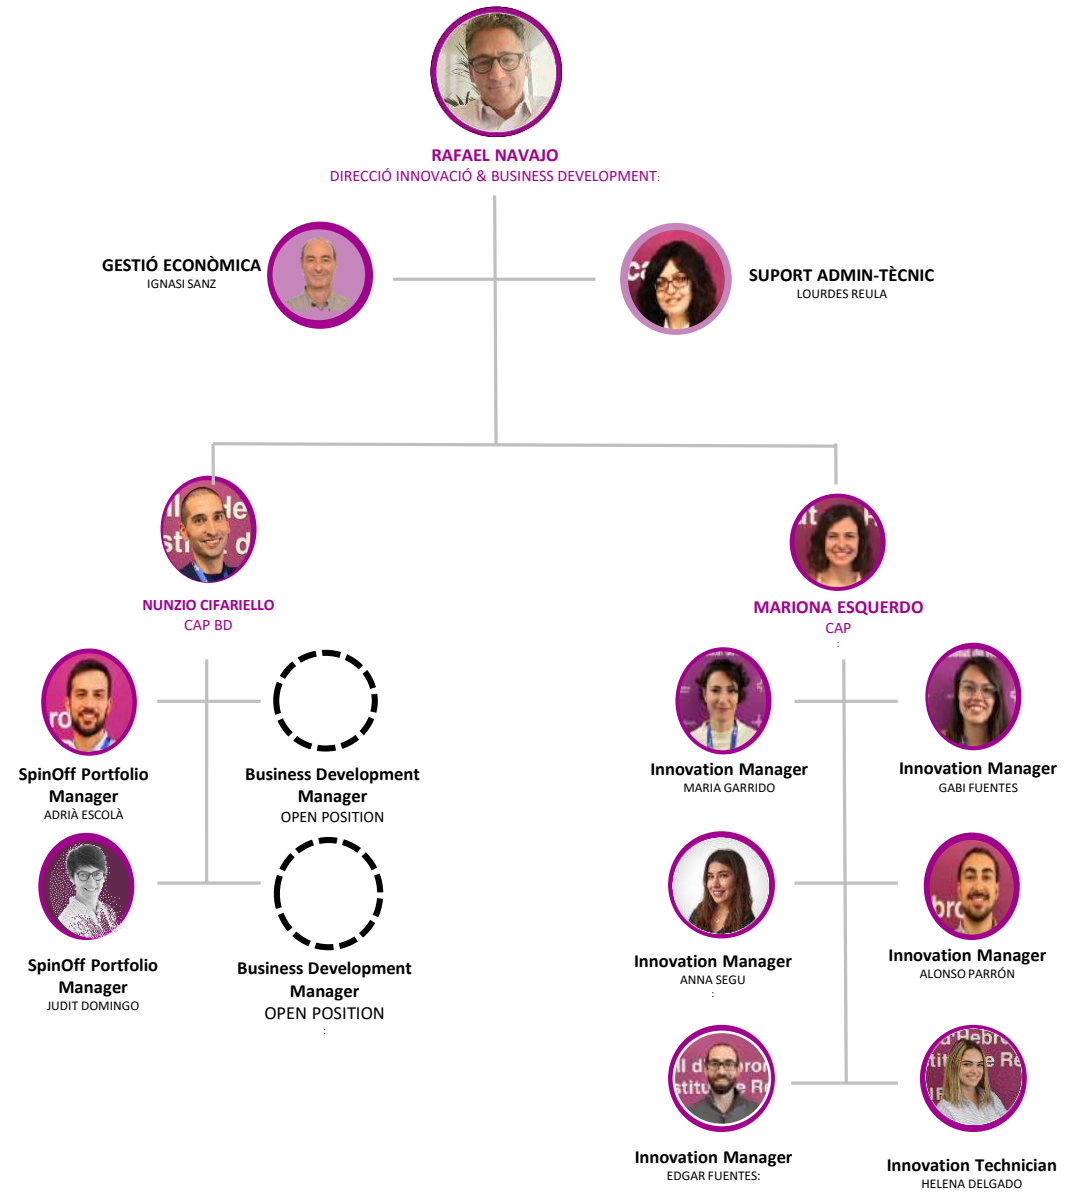 RAFAEL NAVAJO
DIRECCIÓ INNOVACIÓ & BUSINESS DEVELOPMENT:
GESTIÓ ECONÒMICA
IGNASI SANZ
SUPORT ADMIN-TÈCNIC
LOURDES REULA
NUNZIO CIFARIELLO
CAP BD
MARIONA ESQUERDO
CAP
:
SpinOff Portfolio
Manager
ADRIÀ ESCOLÀ
Business Development
Manager
OPEN POSITION
Innovation Manager
MARIA GARRIDO
Innovation Manager
GABI FUENTES
SpinOff Portfolio
Manager
JUDIT DOMINGO
Business Development
Manager
OPEN POSITION
:
Innovation Manager
ANNA SEGU
:
Innovation Manager
ALONSO PARRÓN
Innovation Manager
EDGAR FUENTES:
Innovation Technician
HELENA DELGADO